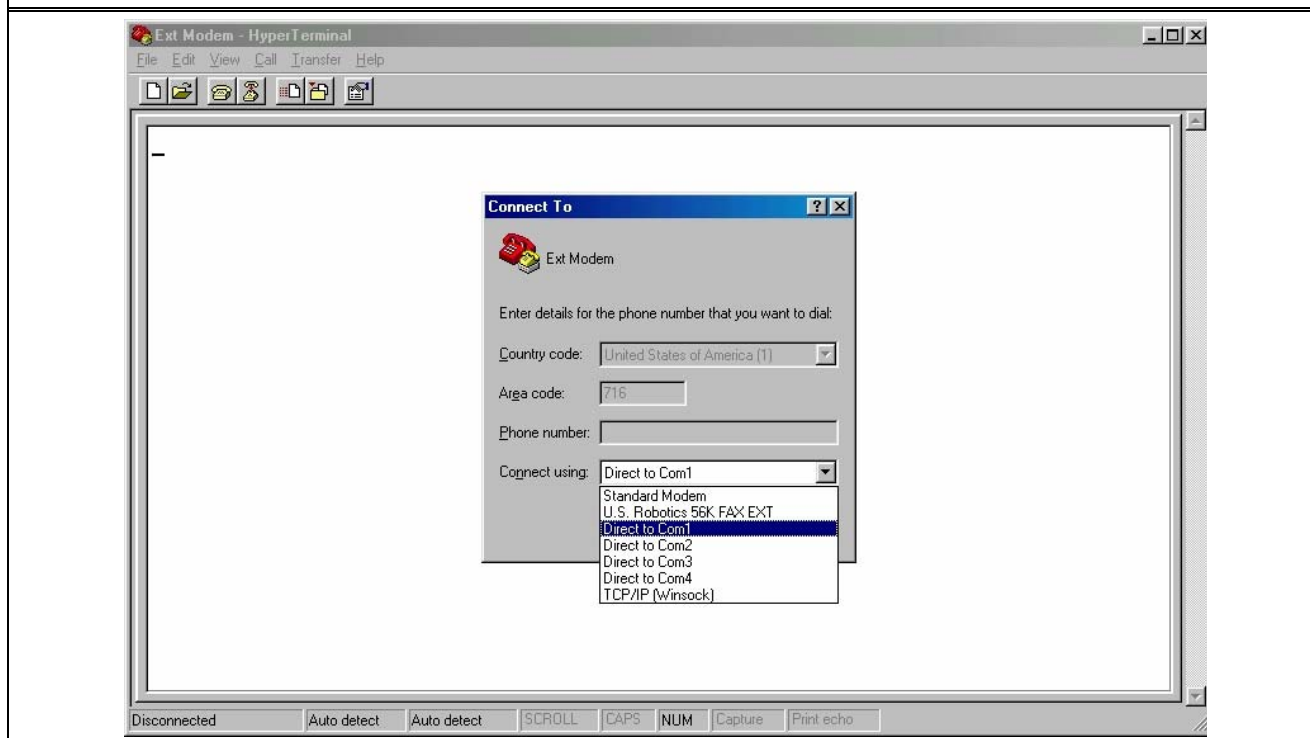 Ext Modem - HyperTerminal
File Edit View Call Transfer Help
Connect To
Ext Modem
Enter details for the phone number that you want to dial:
Country code: United States of America (1)
Area code: 716
Phone number:
Connect using: Direct to Com1
Standard Modem
U.S. Robotics 56K FAX EXT
Direct to Com1
Direct to Com2
Direct to Com3
Direct to Com4
TCP/IP (Winsock)
Disconnected Auto detect Auto detect SCROLL CAPS NUM Capture Print echo